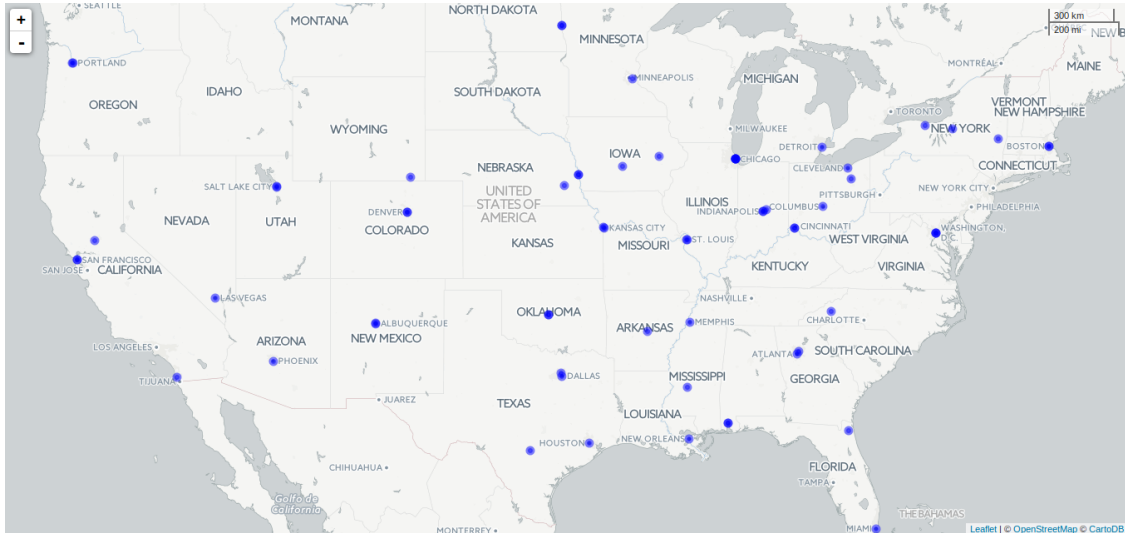 +
-
SEATTLE
MONTANA
NORTH DAKOTA
MINNESOTA
300 km
200 mi
NEW B
PORTLAND
MINNEAPOLIS
MICHIGAN
MONTRÉAL
MAINE
OREGON
IDAHO
SOUTH DAKOTA
VERMONT
NEW HAMPSHIRE
TORONTO
WYOMING
MILWAUKEE
NEW YORK
DETROIT
BOSTON
IOWA
CHICAGO
NEBRASKA
CLEVELAND
CONNECTICUT
SALT LAKE CITY
UNITED
STATES OF
AMERICA
PITTSBURGH
NEW YORK CITY
DENVER
ILLINOIS
INDIANAPOLIS
COLUMBUS
PHILADELPHIA
NEVADA
UTAH
COLORADO
KANSAS CITY
CINCINNATI
WASHINGTON,
D.C.
KANSAS
MISSOURI
ST. LOUIS
WEST VIRGINIA
SAN FRANCISCO
SAN JOSE
CALIFORNIA
KENTUCKY
VIRGINIA
LAS VEGAS
NASHVILLE
OKLAHOMA
ALBUQUERQUE
NEW MEXICO
ARKANSAS
MEMPHIS
CHARLOTTE
LOS ANGELES
ARIZONA
PHOENIX
ATLANTA
SOUTH CAROLINA
TIJUANA
DALLAS
MISSISSIPPI
GEORGIA
JUAREZ
TEXAS
LOUISIANA
HOUSTON
NEW ORLEANS
CHIHUAHUA
FLORIDA
TAMPA
Golfo de
California
THE BAHAMAS
MONTERREY
MIAMI
Leaflet | © OpenStreetMap © CartoDB